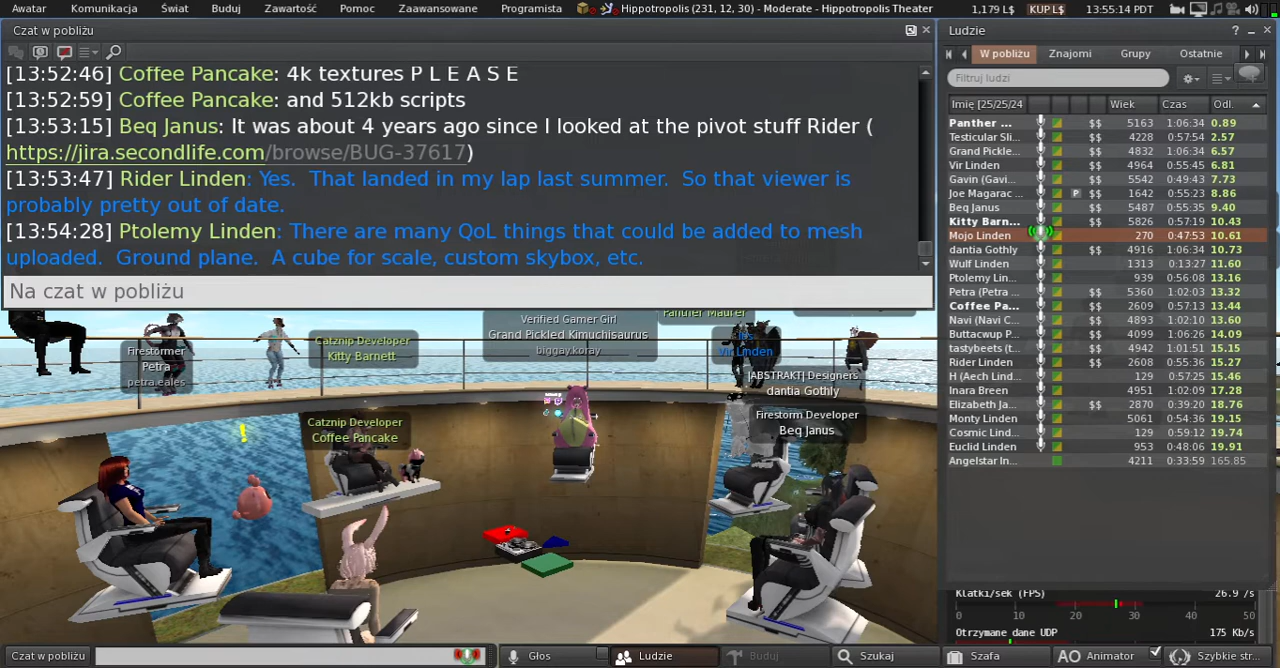 Awatar Komunikacja Świat Buduj Zawartość Pomoc Zaawansowane Programista Hippotropolis (231, 12, 30) - Moderate - Hippotropolis Theater 1,179 L$ KUP L$ 13:55:14 PDT
Czat w pobliżu
[13:52:46] Coffee Pancake: 4k textures P L E A S E
[13:52:59] Coffee Pancake: and 512kb scripts
[13:53:15] Beq Janus: It was about 4 years ago since I looked at the pivot stuff Rider (
https://jira.secondlife.com/browse/BUG-37617)
[13:53:47] Rider Linden: Yes. That landed in my lap last summer. So that viewer is
probably pretty out of date.
[13:54:28] Ptolemy Linden: There are many QoL things that could be added to mesh
uploaded. Ground plane. A cube for scale, custom skybox, etc.
Na czat w pobliżu
Ludzie
W pobliżu Znajomi Grupy Ostatnie
Filtruj ludzi
Imię [25/25/24 Wiek Czas Odl.
Panther ... $$ 5163 1:06:34 0.89
Testicular Sli... $$ 4228 0:57:54 2.57
Grand Pickle... $$ 4832 1:06:34 6.57
Vir Linden $$ 4964 0:55:45 6.81
Gavin (Gavi... $$ 5542 0:49:43 7.73
Joe Magarac ... P $$ 1642 0:55:23 8.86
Beq Janus $$ 5487 0:55:35 9.40
Kitty Barn... $$ 5826 0:57:19 10.43
Mojo Linden 270 0:47:53 10.61
dantia Gothly $$ 4916 1:06:34 10.73
Wulf Linden 1313 0:13:27 11.60
Ptolemy Lin... 939 0:56:08 13.16
Petra (Petra ... $$ 5360 1:02:03 13.32
Coffee Pa... $$ 2609 0:57:13 13.44
Navi (Navi C... $$ 4893 1:02:10 13.60
Buttacwup P... $$ 4099 1:06:26 14.09
tastybeets (t... $$ 4942 1:01:51 15.15
Rider Linden $$ 2608 0:55:36 15.27
H (Aech Lind... 129 0:57:25 15.46
Inara Breen 4951 1:02:09 17.28
Elizabeth Ja... $$ 2870 0:39:20 18.76
Monty Linden 5061 0:54:36 19.15
Cosmic Lind... 129 0:59:12 19.74
Euclid Linden 953 0:48:06 19.91
Angelstar In... 4211 0:33:59 165.85
Panther Maurer
Verified Gamer Girl
Grand Pickled Kimuchisaurus
biggay.koray
Firestormer
Petra
petra.eales
Catznip Developer
Kitty Barnett
Vir Linden
|ABSTRAKT| Designers
dantia Gothly
Firestorm Developer
Beq Janus
Catznip Developer
Coffee Pancake
Klatki/sek (FPS) 26.9 /s
0 10 20 30 40 50
Otrzymane dane UDP 175 Kb/s
Czat w pobliżu Głos Ludzie Buduj Szukaj Szafa AO Animator Szybkie str...